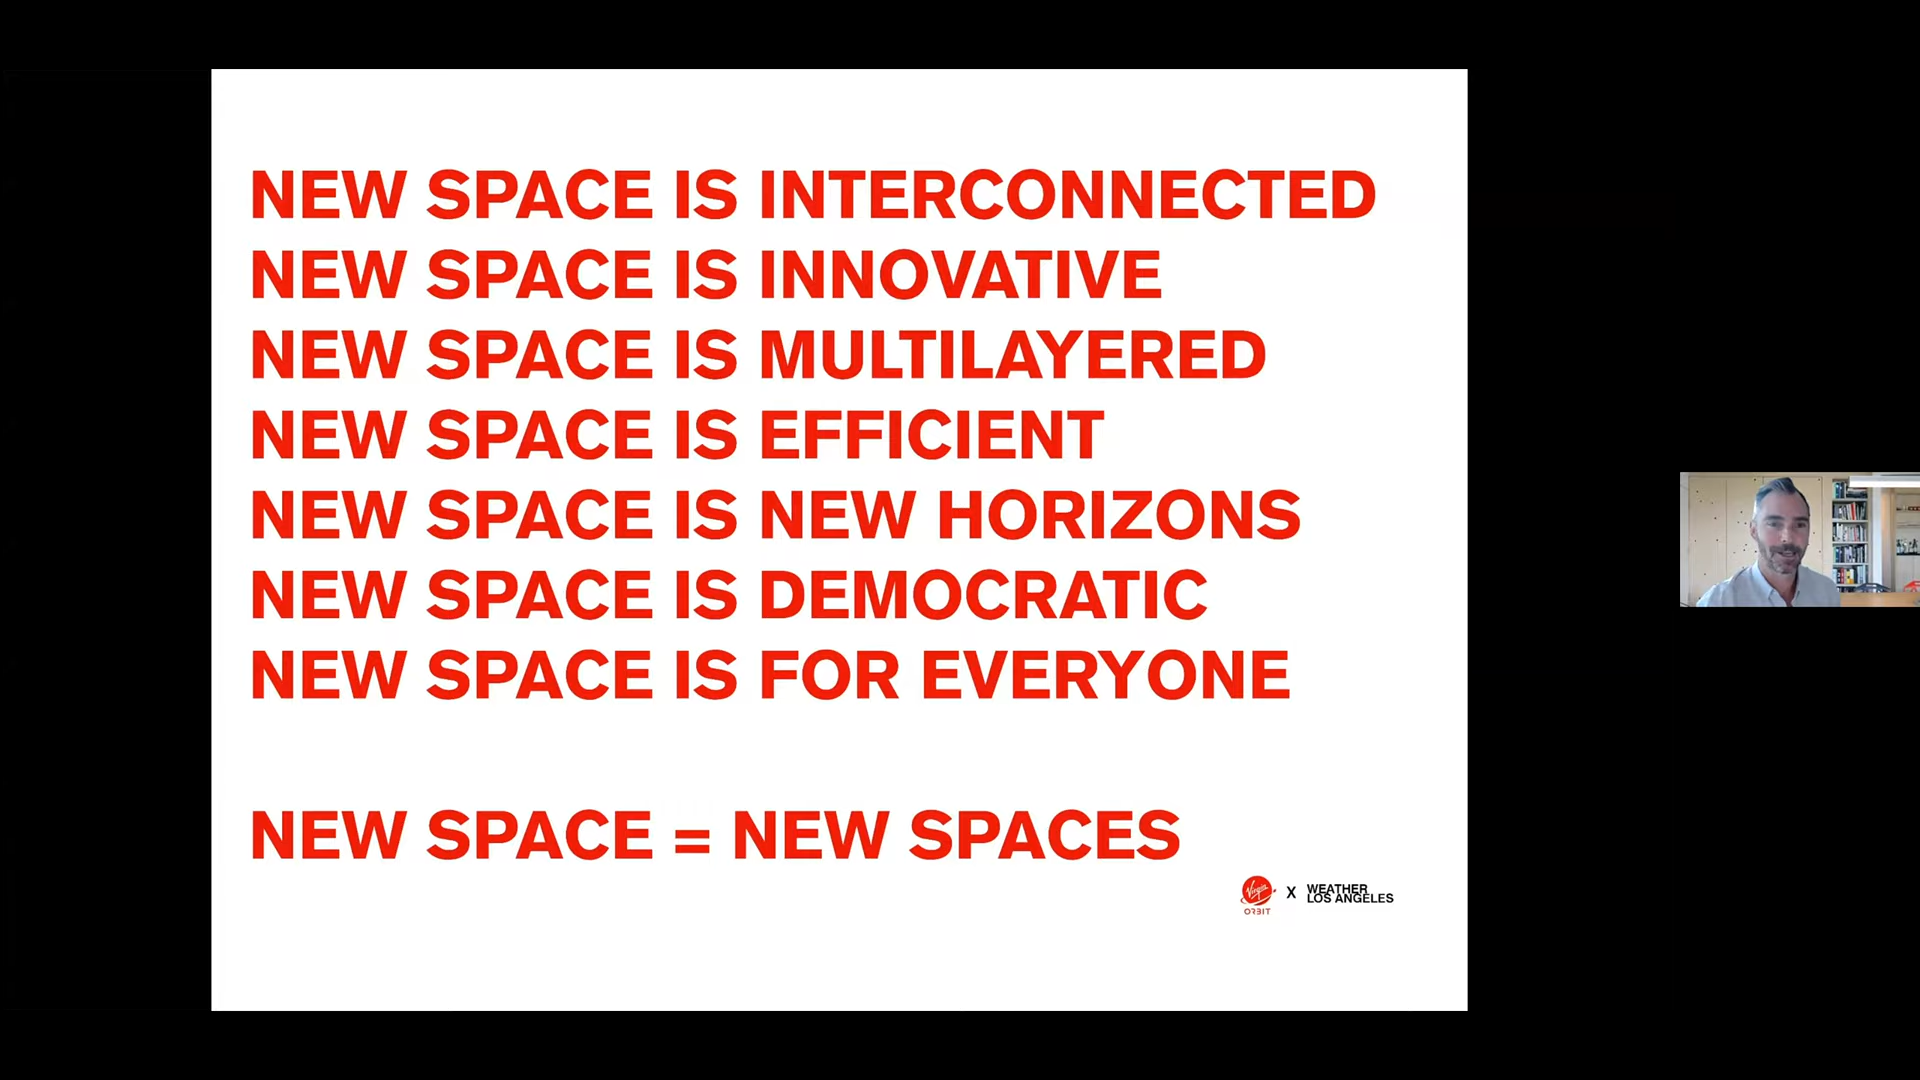 NEW SPACE IS INTERCONNECTED
NEW SPACE IS INNOVATIVE
NEW SPACE IS MULTILAYERED
NEW SPACE IS EFFICIENT
NEW SPACE IS NEW HORIZONS
NEW SPACE IS DEMOCRATIC
NEW SPACE IS FOR EVERYONE
NEW SPACE = NEW SPACES
Virgin
ORBIT
X
WEATHER
LOS ANGELES